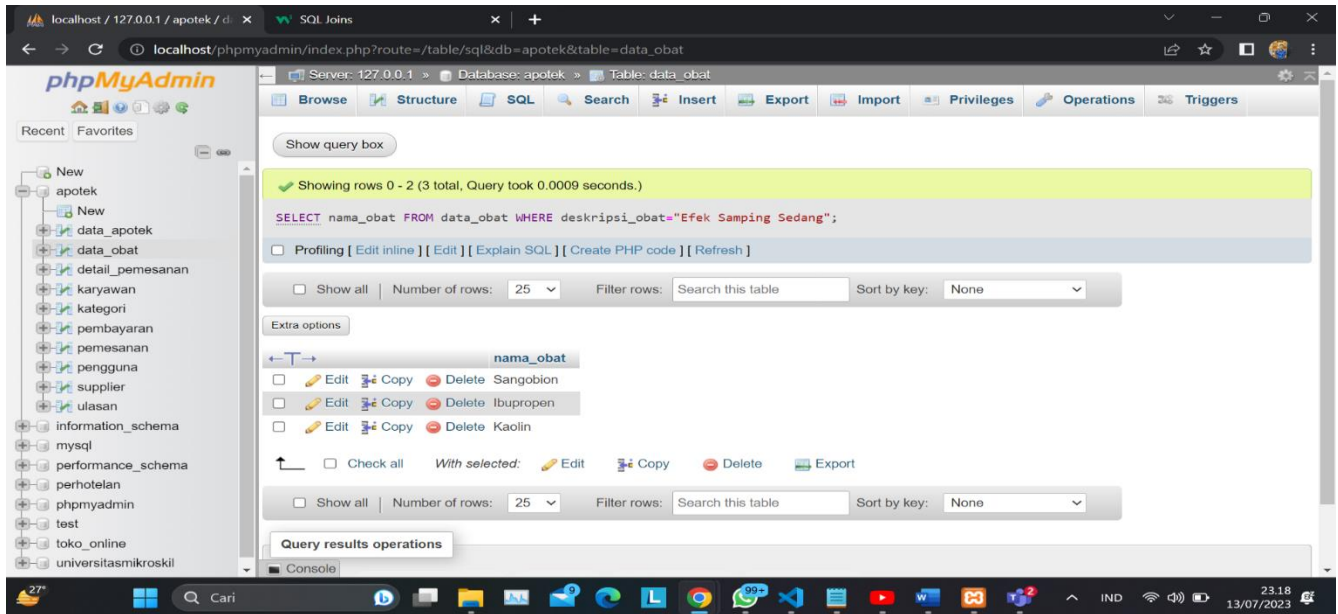 localhost / 127.0.0.1 / apotek / d
SQL Joins
localhost/phpmyadmin/index.php?route=/table/sql&db=apotek&table=data_obat
phpMyAdmin
Recent Favorites
New
apotek
New
data_apotek
data_obat
detail_pemesanan
karyawan
kategori
pembayaran
pemesanan
pengguna
supplier
ulasan
information_schema
mysql
performance_schema
perhotelan
phpmyadmin
test
toko_online
universitasmikroskil
Server: 127.0.0.1 » Database: apotek » Table: data_obat
Browse Structure SQL Search Insert Export Import Privileges Operations Triggers
Show query box
Showing rows 0 - 2 (3 total, Query took 0.0009 seconds.)
SELECT nama_obat FROM data_obat WHERE deskripsi_obat="Efek Samping Sedang";
Profiling [ Edit inline ] [ Edit ] [ Explain SQL ] [ Create PHP code ] [ Refresh ]
Show all | Number of rows: 25 Filter rows: Search this table Sort by key: None
Extra options
←T→ nama_obat
Edit Copy Delete Sangobion
Edit Copy Delete Ibupropen
Edit Copy Delete Kaolin
Check all With selected: Edit Copy Delete Export
Show all | Number of rows: 25 Filter rows: Search this table Sort by key: None
Query results operations
Console
27°
Cari
99+
2
IND
23.18
13/07/2023